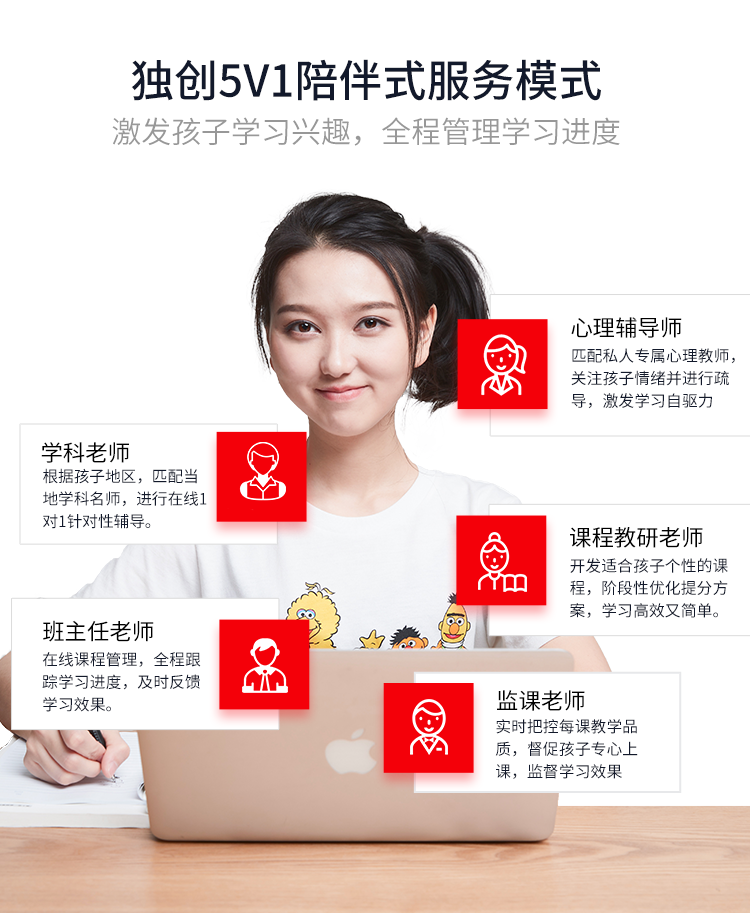 独创5V1陪伴式服务模式
激发孩子学习兴趣，全程管理学习进度
心理辅导师
匹配私人专属心理教师，
关注孩子情绪并进行疏
导，激发学习自驱力
学科老师
根据孩子地区，匹配当
地学科名师，进行在线1
对1针对性辅导。
课程教研老师
开发适合孩子个性的课
程，阶段性优化提分方
案，学习高效又简单。
班主任老师
在线课程管理，全程跟
踪学习进度，及时反馈
学习效果。
监课老师
实时把控每课教学品
质，督促孩子专心上
课，监督学习效果